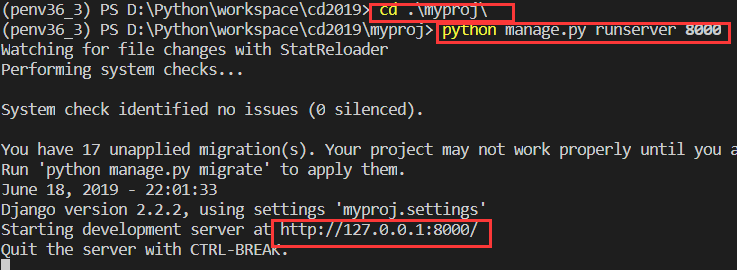 (penv36_3) PS D:\Python\workspace\cd2019> cd .\myproj\
(penv36_3) PS D:\Python\workspace\cd2019\myproj> python manage.py runserver 8000
Watching for file changes with StatReloader
Performing system checks...
System check identified no issues (0 silenced).
You have 17 unapplied migration(s). Your project may not work properly until you a
Run 'python manage.py migrate' to apply them.
June 18, 2019 - 22:01:33
Django version 2.2.2, using settings 'myproj.settings'
Starting development server at http://127.0.0.1:8000/
Quit the server with CTRL-BREAK.